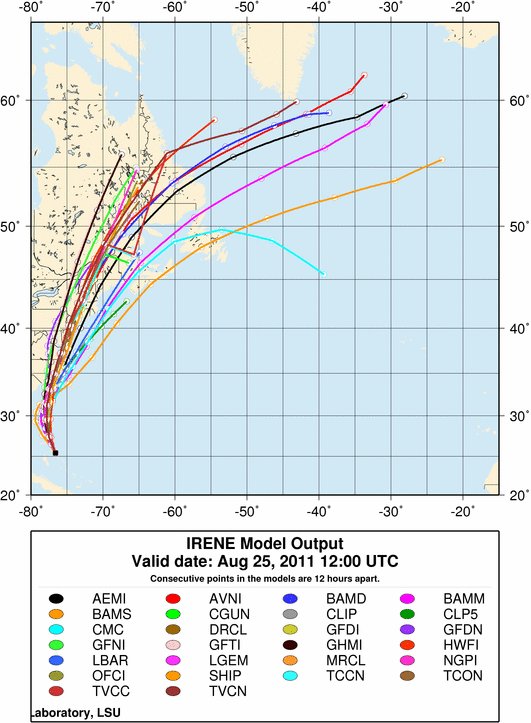 -80 -70 -60 -50 -40 -30 -20
60° 60°
50° 50°
40° 40°
30° 30°
20° 20°
-80 -70 -60 -50 -40 -30 -20
IRENE Model Output
Valid date: Aug 25, 2011 12:00 UTC
Consecutive points in the models are 12 hours apart.
AEMI AVNI BAMD BAMM
BAMS CGUN CLIP CLP5
CMC DRCL GFDI GFDN
GFNI GFTI GHMI HWFI
LBAR LGEM MRCL NGPI
OFCI SHIP TCCN TCON
TVCC TVCN
Laboratory, LSU